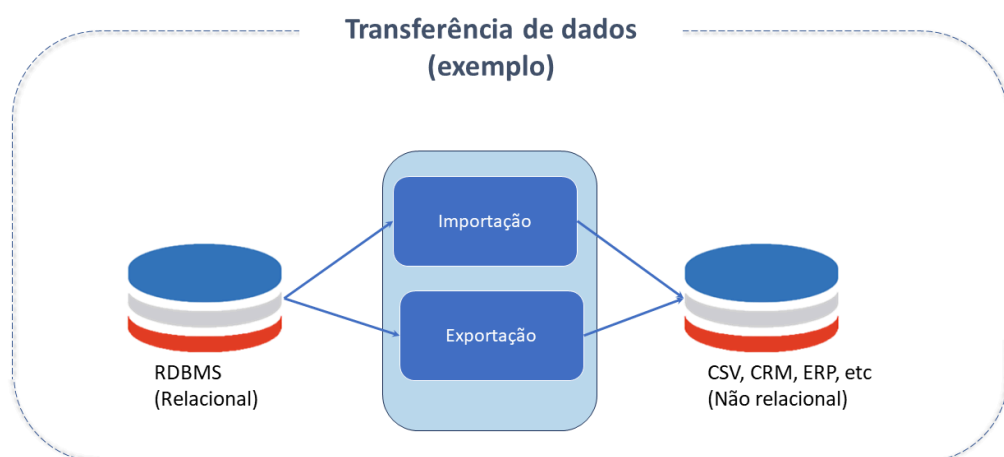 Transferência de dados
(exemplo)
Importação
Exportação
RDBMS
(Relacional)
CSV, CRM, ERP, etc
(Não relacional)